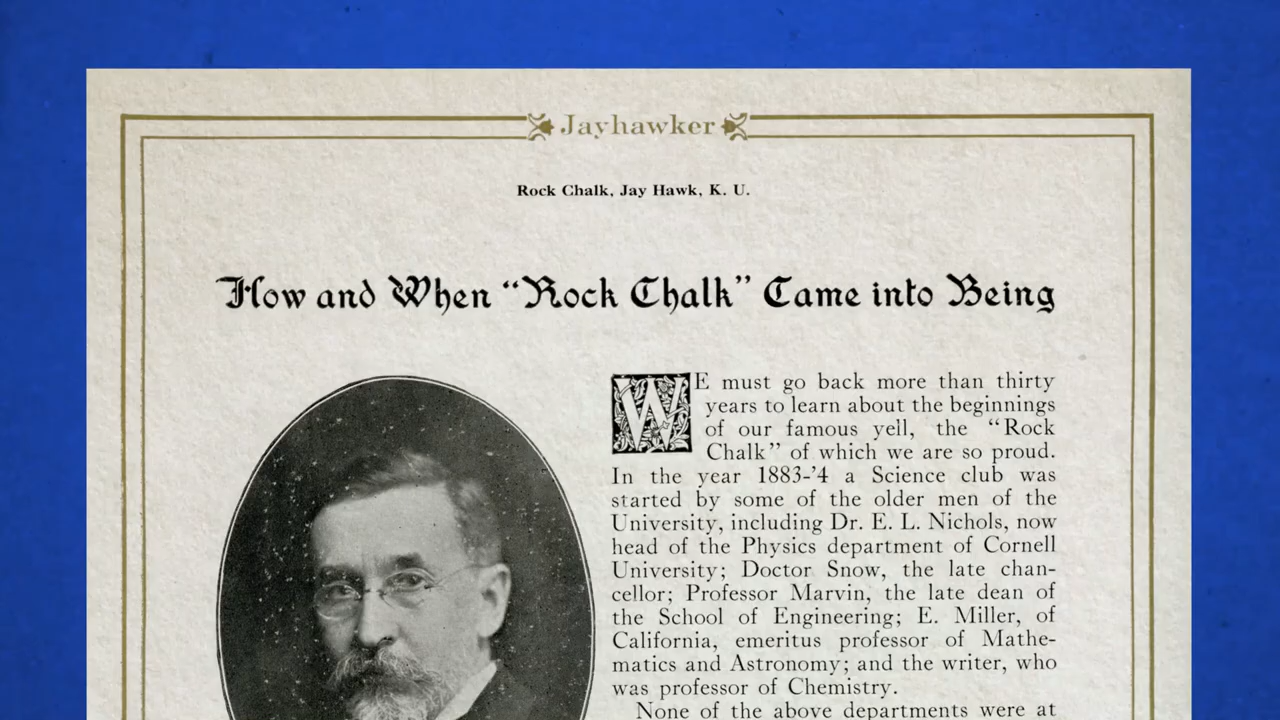 Jayhawker
Rock Chalk, Jay Hawk, K. U.
How and When “Rock Chalk” Came into Being
WE must go back more than thirty
years to learn about the beginnings
of our famous yell, the “Rock
Chalk” of which we are so proud.
In the year 1883-’4 a Science club was
started by some of the older men of the
University, including Dr. E. L. Nichols, now
head of the Physics department of Cornell
University; Doctor Snow, the late chan-
cellor; Professor Marvin, the late dean of
the School of Engineering; E. Miller, of
California, emeritus professor of Mathe-
matics and Astronomy; and the writer, who
was professor of Chemistry.
None of the above departments were at